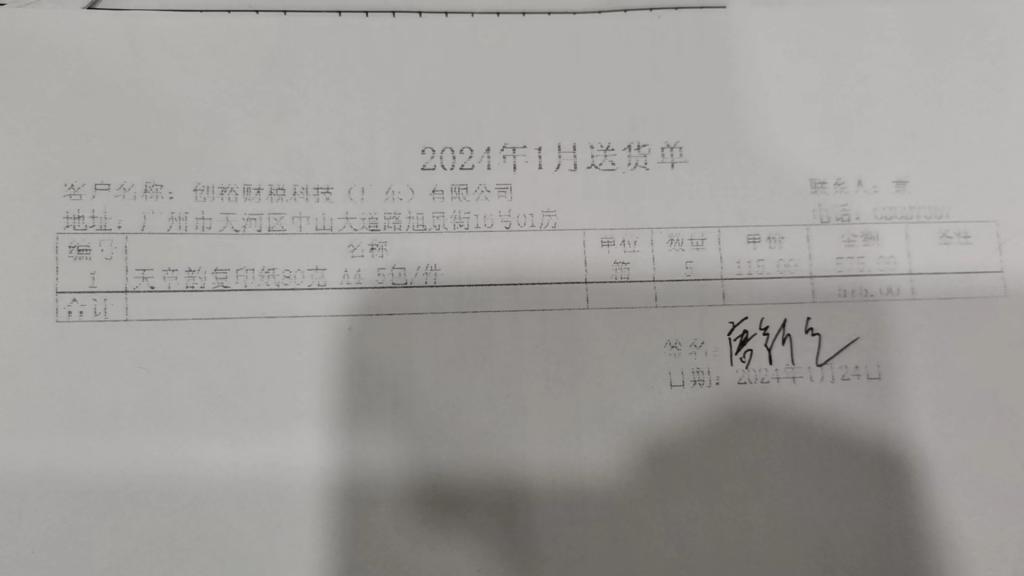 2024年1月送货单
客户名称：创裕财税科技（广东）有限公司
联系人：
地址：广州市天河区中山大道路旭景街16号01房
电话：
编号 名称 单位 数量 单价 金额 备注
1 天帝韵复印纸80克 A4 5包/件 箱 5 115.00 575.00
合计 575.00
签名：
日期：2024年1月24日